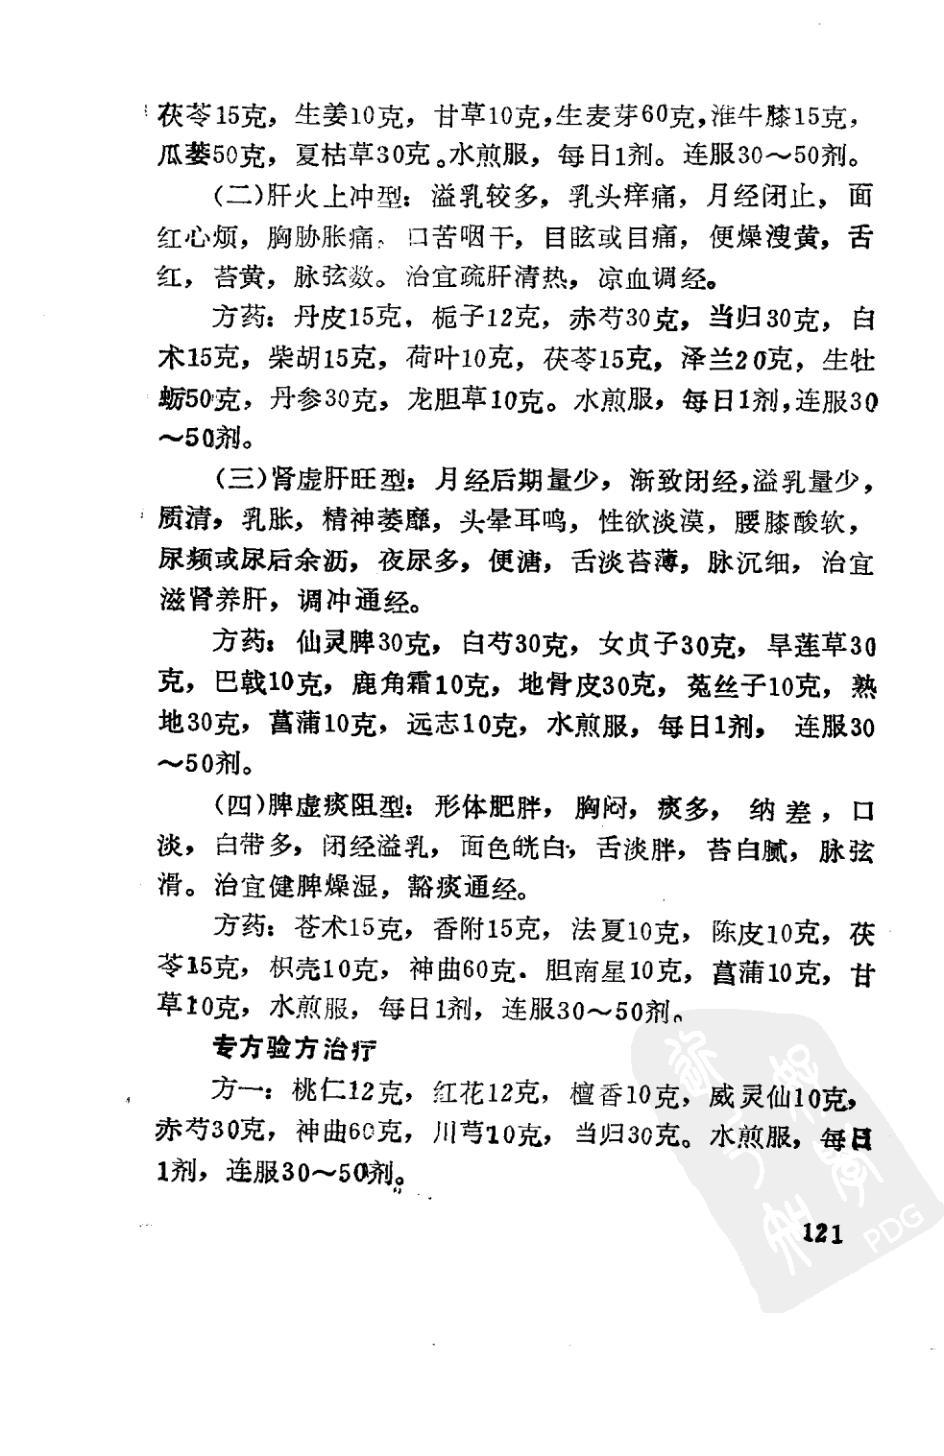 茯苓15克，生姜10克，甘草10克，生麦芽60克，淮牛膝15克，
瓜蒌50克，夏枯草30克。水煎服，每日1剂。连服30～50剂。
（二）肝火上冲型：溢乳较多，乳头痒痛，月经闭止，面
红心烦，胸胁胀痛，口苦咽干，目眩或目痛，便燥溲黄，舌
红，苔黄，脉弦数。治宜疏肝清热，凉血调经。
方药：丹皮15克，栀子12克，赤芍30克，当归30克，白
术15克，柴胡15克，荷叶10克，茯苓15克，泽兰20克，生牡
蛎50克，丹参30克，龙胆草10克。水煎服，每日1剂，连服30
～50剂。
（三）肾虚肝旺型：月经后期量少，渐致闭经，溢乳量少，
质清，乳胀，精神萎靡，头晕耳鸣，性欲淡漠，腰膝酸软，
尿频或尿后余沥，夜尿多，便溏，舌淡苔薄，脉沉细，治宜
滋肾养肝，调冲通经。
方药：仙灵脾30克，白芍30克，女贞子30克，旱莲草30
克，巴戟10克，鹿角霜10克，地骨皮30克，菟丝子10克，熟
地30克，菖蒲10克，远志10克，水煎服，每日1剂，连服30
～50剂。
（四）脾虚痰阻型：形体肥胖，胸闷，痰多，纳差，口
淡，白带多，闭经溢乳，面色㿠白，舌淡胖，苔白腻，脉弦
滑。治宜健脾燥湿，豁痰通经。
方药：苍术15克，香附15克，法夏10克，陈皮10克，茯
苓15克，枳壳10克，神曲60克．胆南星10克，菖蒲10克，甘
草10克，水煎服，每日1剂，连服30～50剂。
专方验方治疗
方一：桃仁12克，红花12克，檀香10克，威灵仙10克，
赤芍30克，神曲60克，川芎10克，当归30克。水煎服，每日
1剂，连服30～50剂。
121
PDG